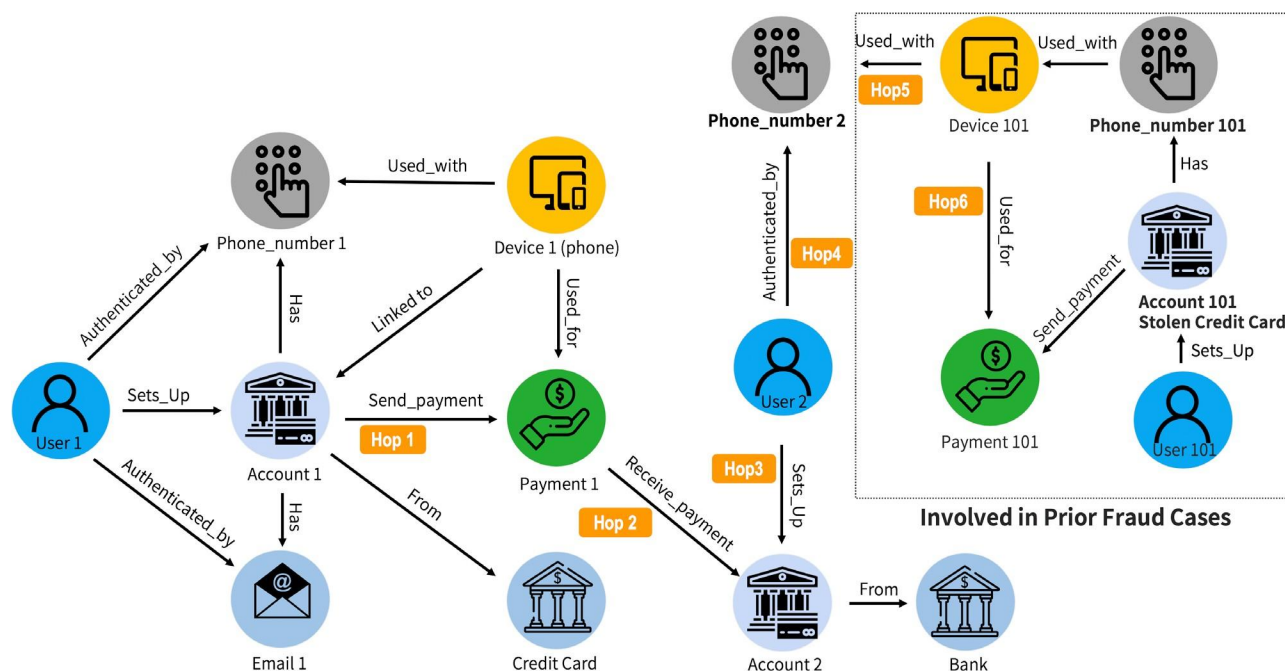 Used_with
Used_with
Hop5
Phone_number 2
Device 101
Phone_number 101
Used_with
Has
Phone_number 1
Device 1 (phone)
Authenticated_by
Hop4
Hop6
Used_for
Send_payment
Account 101
Stolen Credit Card
Sets_Up
Authenticated_by
Has
Linked to
Used_for
User 1
Sets_Up
Account 1
Send_payment
Hop 1
Payment 1
User 2
Payment 101
User 101
Authenticated_by
Has
From
Receive_payment
Hop 2
Hop3
Sets_Up
Involved in Prior Fraud Cases
@
Email 1
Credit Card
Account 2
From
Bank
$
$
$
$